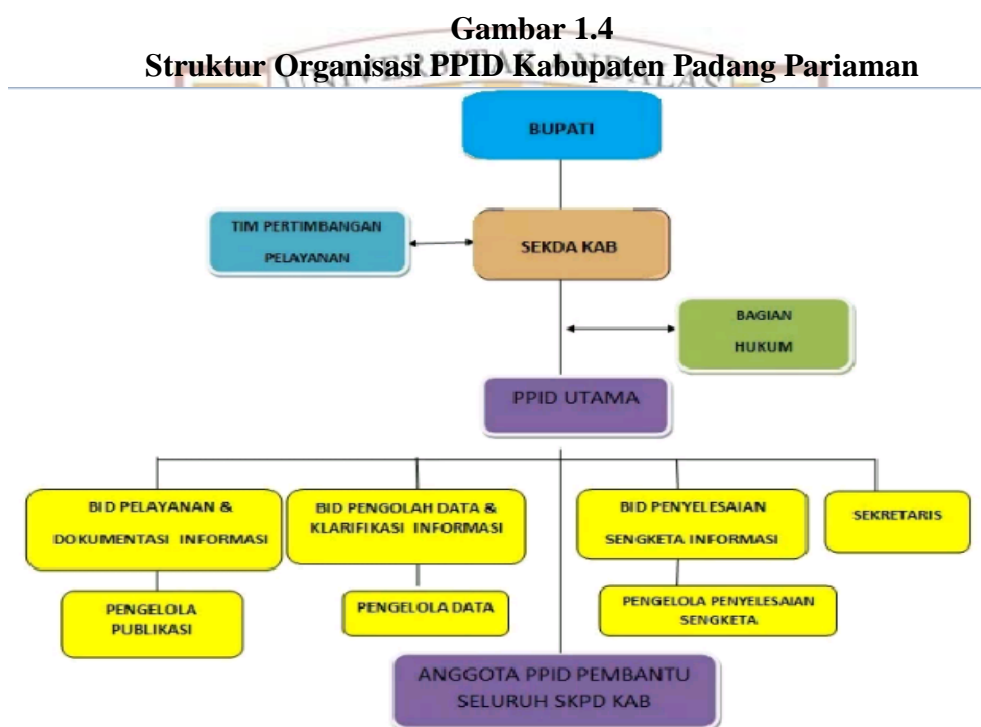 Gambar 1.4
Struktur Organisasi PPID Kabupaten Padang Pariaman
UNIVERSITAS ANDALAS
BUPATI
TIM PERTIMBANGAN
PELAYANAN
SEKDA KAB
BAGIAN
HUKUM
PPID UTAMA
BID PELAYANAN &
DOKUMENTASI INFORMASI
BID PENGOLAH DATA &
KLARIFIKASI INFORMASI
BID PENYELESAIAN
SENGKETA INFORMASI
SEKRETARIS
PENGELOLA
PUBLIKASI
PENGELOLA DATA
PENGELOLA PENYELESAIAN
SENGKETA
ANGGOTA PPID PEMBANTU
SELURUH SKPD KAB